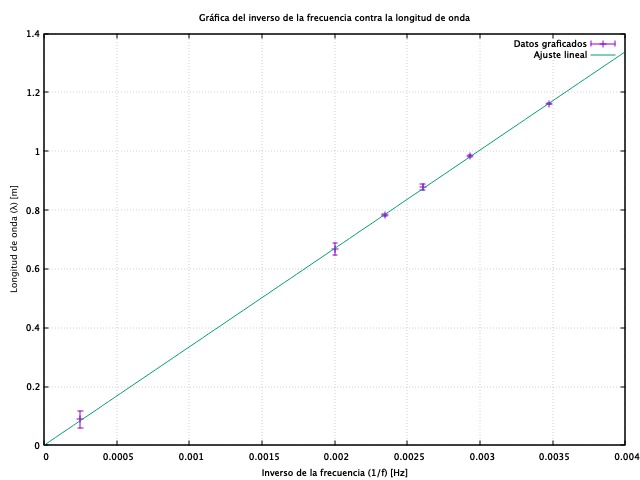 Gráfica del inverso de la frecuencia contra la longitud de onda
Datos graficados
Ajuste lineal
1.4
1.2
1
0.8
0.6
0.4
0.2
0
Longitud de onda (λ) [m]
0 0.0005 0.001 0.0015 0.002 0.0025 0.003 0.0035 0.004
Inverso de la frecuencia (1/f) [Hz]